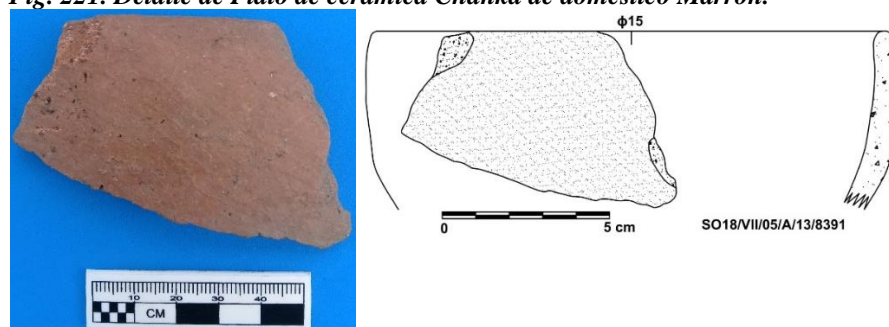 Fig. 221. Detalle de Plato de cerámica Chanka de doméstico Marrón.
ϕ15
0 5 cm
SO18/VII/05/A/13/8391
10 20 30 40
CM